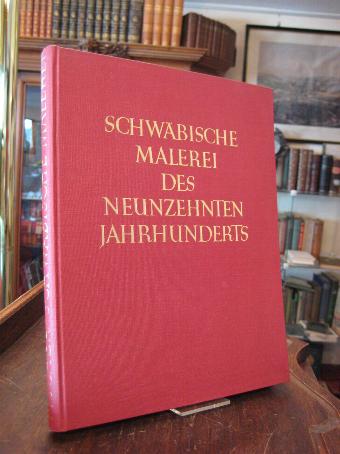 SCHWÄBISCHE
MALEREI
DES
NEUNZEHNTEN
JAHRHUNDERTS